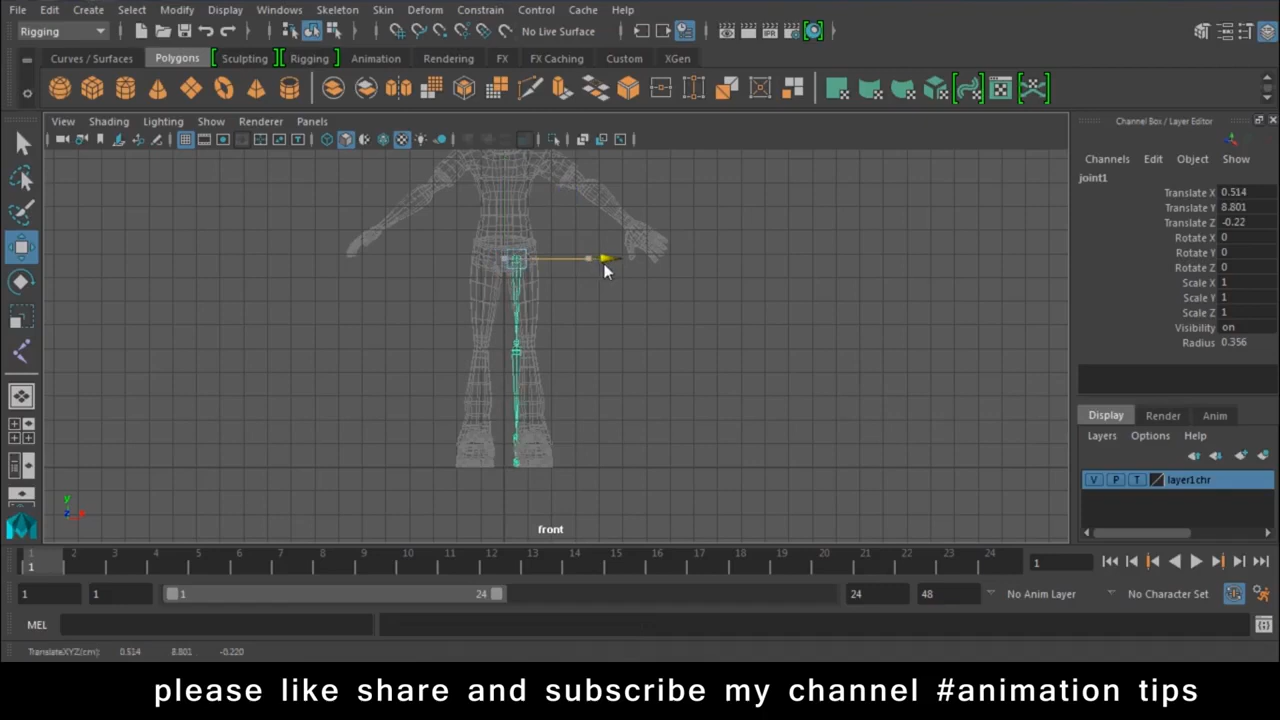 File Edit Create Select Modify Display Windows Skeleton Skin Deform Constrain Control Cache Help
Rigging No Live Surface
Curves / Surfaces Polygons Sculpting Rigging Animation Rendering FX FX Caching Custom XGen
View Shading Lighting Show Renderer Panels
Channel Box / Layer Editor
Channels Edit Object Show
joint1
Translate X 0.514
Translate Y 8.801
Translate Z -0.22
Rotate X 0
Rotate Y 0
Rotate Z 0
Scale X 1
Scale Y 1
Scale Z 1
Visibility on
Radius 0.356
Display Render Anim
Layers Options Help
V P T layer1chr
y
front
1 2 3 4 5 6 7 8 9 10 11 12 13 14 15 16 17 18 19 20 21 22 23 24
1 1
1 1 1 24 24 48 No Anim Layer No Character Set
MEL
TranslateXYZ(cm): 0.514 8.801 -0.220
please like share and subscribe my channel #animation tips